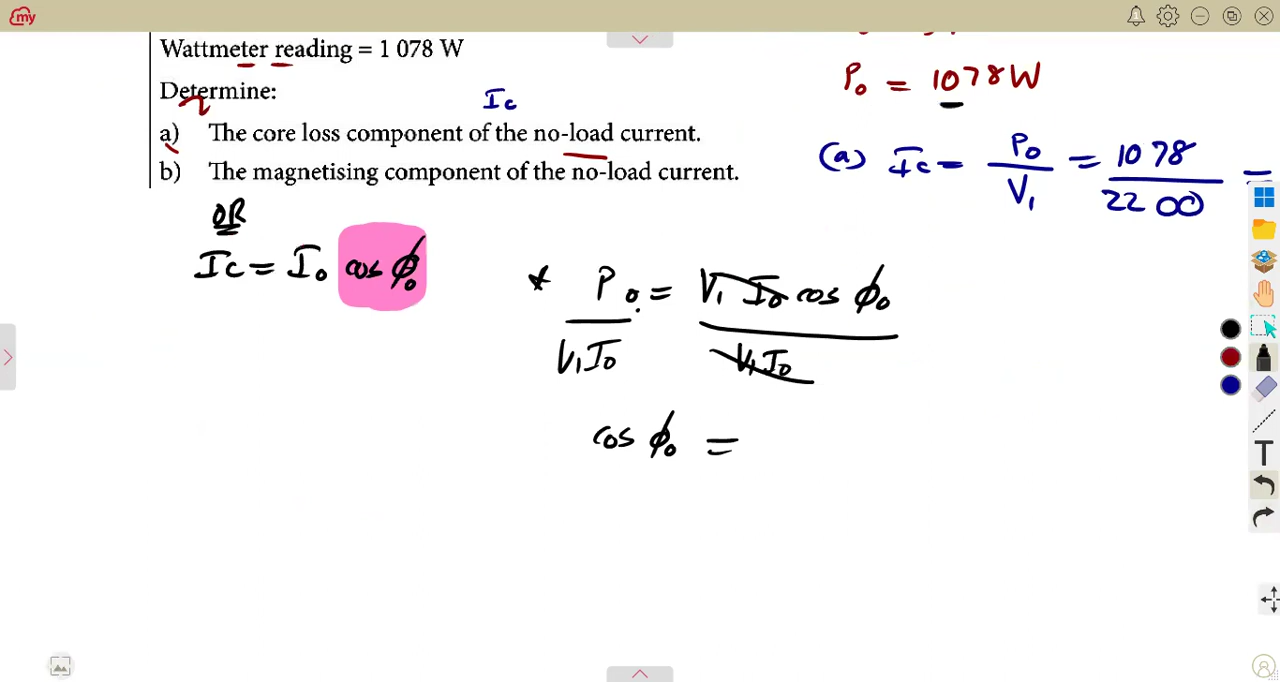 my
Wattmeter reading = 1 078 W
P₀ = 1078W
Determine:
Ic
a) The core loss component of the no-load current.
b) The magnetising component of the no-load current.
(a) Ic = P₀ / V₁ = 1078 / 2200 =
OR
Ic = I₀ cos ϕ₀
* P₀ / V₁I₀ = V₁ I₀ cos ϕ₀ / V₁I₀
cos ϕ₀ =
T